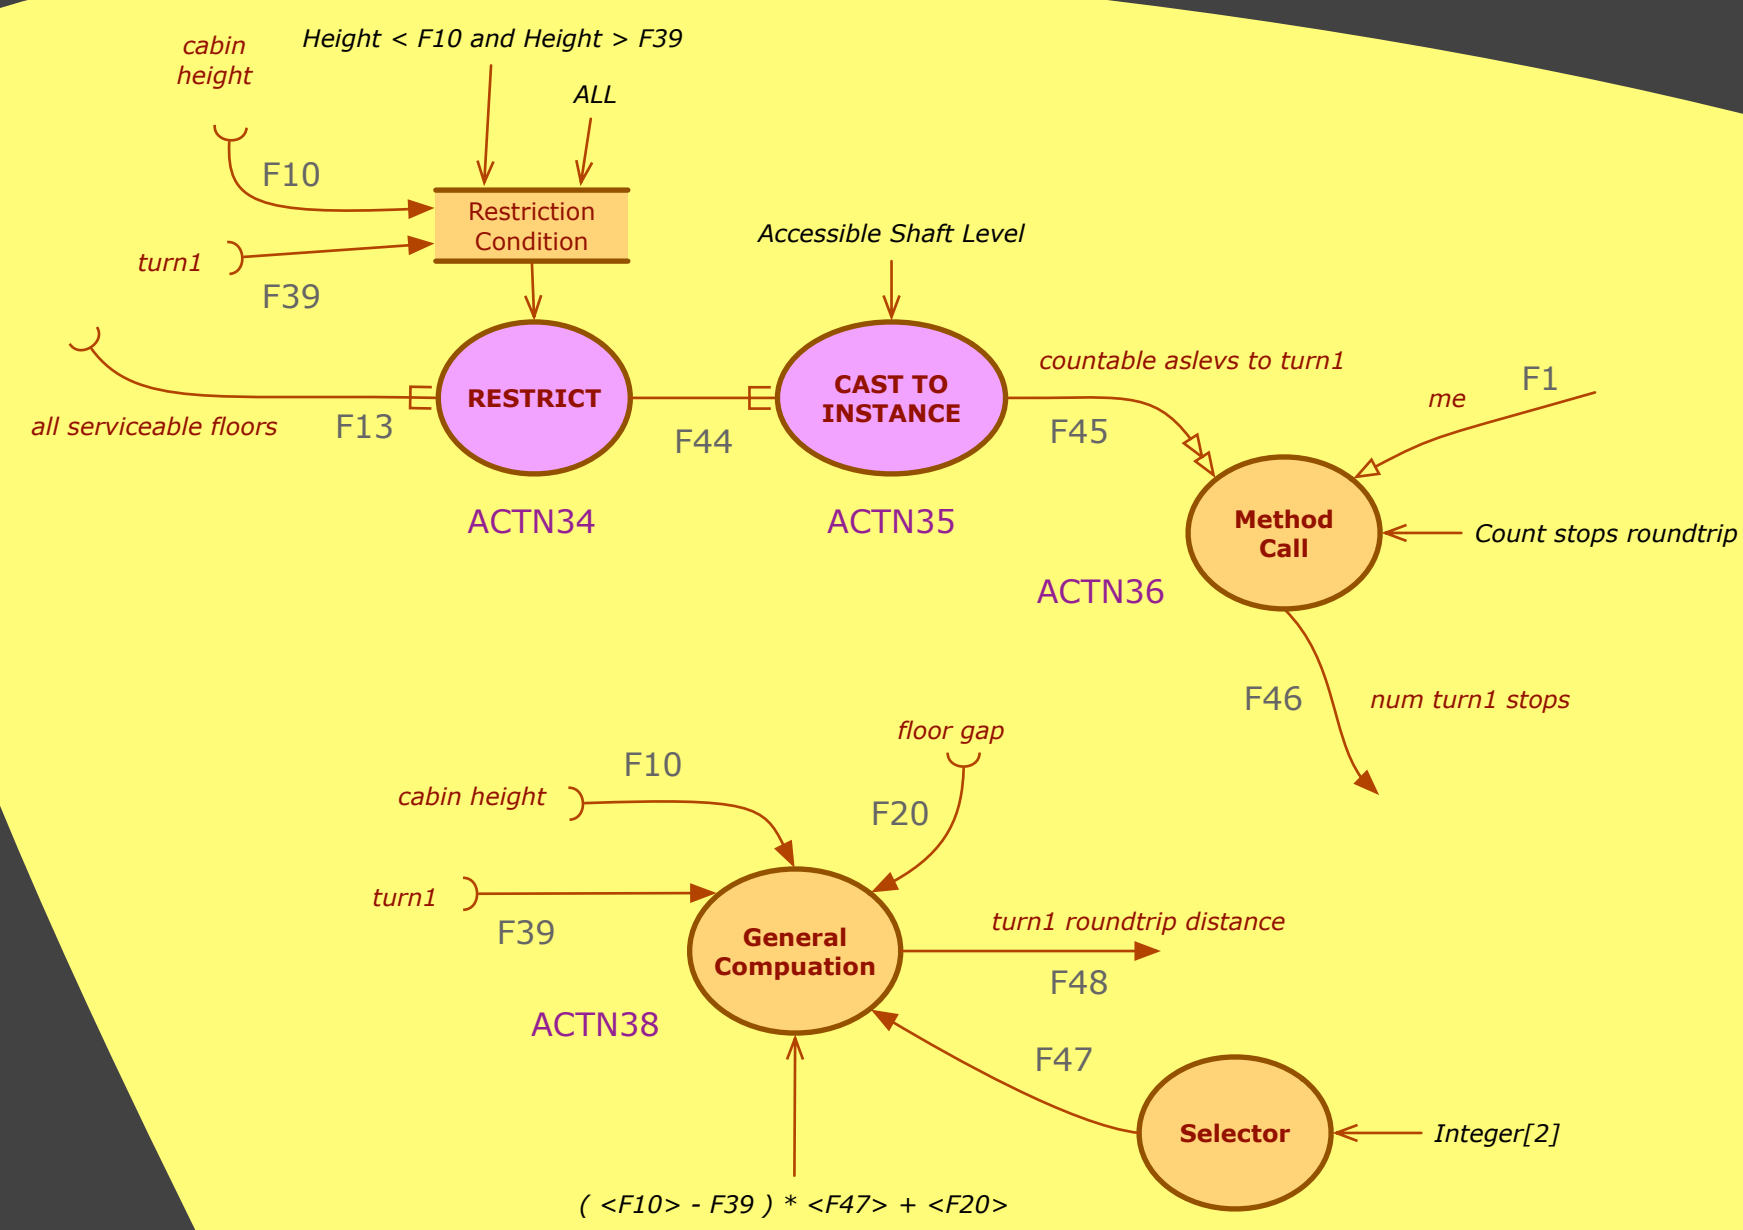 cabin
height
Height < F10 and Height > F39
ALL
F10
Restriction
Condition
turn1
F39
Accessible Shaft Level
all serviceable floors
F13
RESTRICT
F44
CAST TO
INSTANCE
countable aslevs to turn1
F45
me
F1
ACTN34
ACTN35
Method
Call
Count stops roundtrip
ACTN36
F46
num turn1 stops
floor gap
F10
cabin height
F20
turn1
F39
General
Compuation
turn1 roundtrip distance
F48
ACTN38
F47
Selector
Integer[2]
( <F10> - F39 ) * <F47> + <F20>